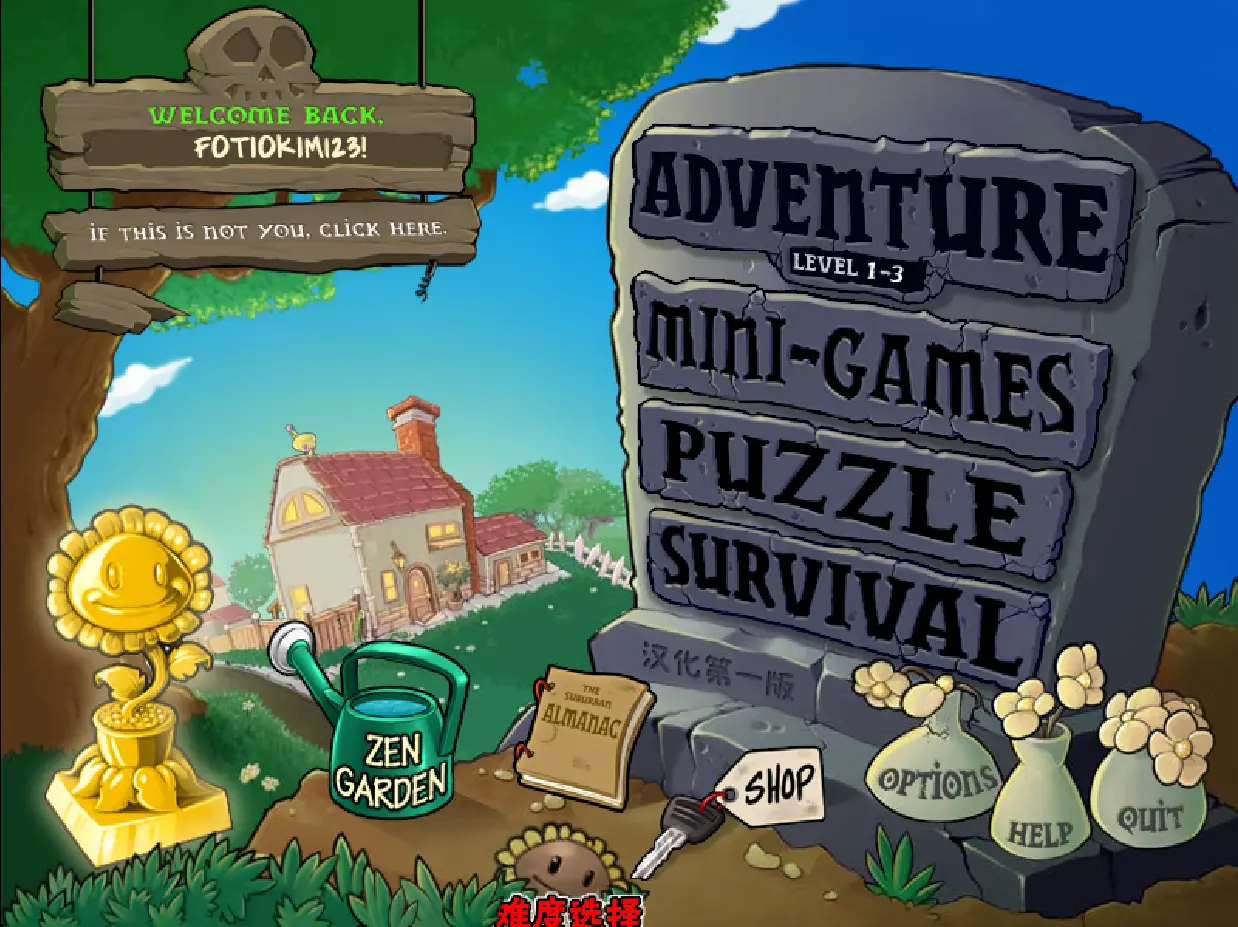 WELCOME BACK,
FOTIOKIMI23!
IF THIS IS NOT YOU, CLICK HERE.
ADVENTURE
LEVEL 1-3
MINI-GAMES
PUZZLE
SURVIVAL
汉化第一版
THE
SUBURBAN
ALMANAC
ZEN
GARDEN
SHOP
OPTIONS
HELP
QUIT
难度选择